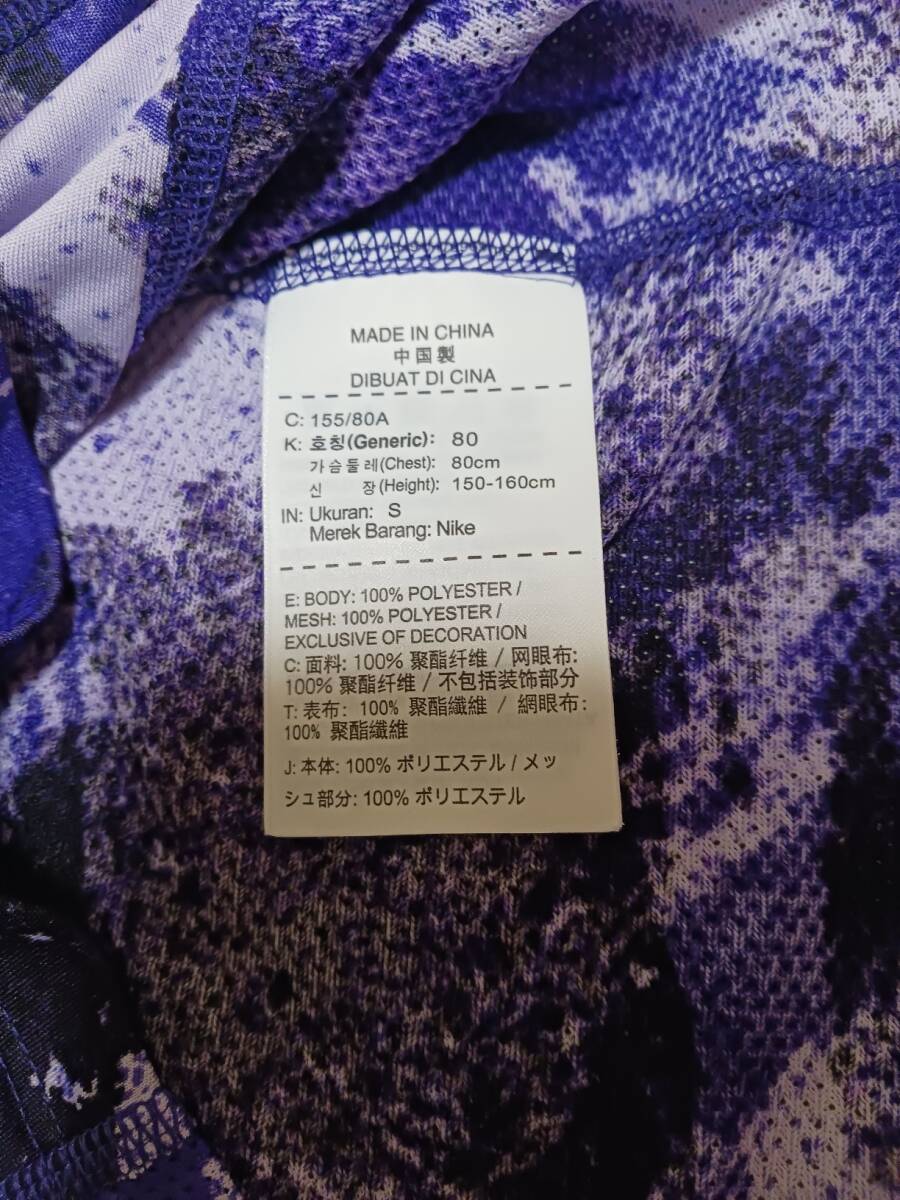 MADE IN CHINA
中国製
DIBUAT DI CINA
C: 155/80A
K: 호칭(Generic): 80
가슴둘레(Chest): 80cm
신 장(Height): 150-160cm
IN: Ukuran: S
Merek Barang: Nike
E: BODY: 100% POLYESTER /
MESH: 100% POLYESTER /
EXCLUSIVE OF DECORATION
C: 面料: 100% 聚酯纤维 / 网眼布:
100% 聚酯纤维 / 不包括装饰部分
T: 表布: 100% 聚酯纖維 / 網眼布:
100% 聚酯纖維
J: 本体: 100% ポリエステル / メッ
シュ部分: 100% ポリエステル